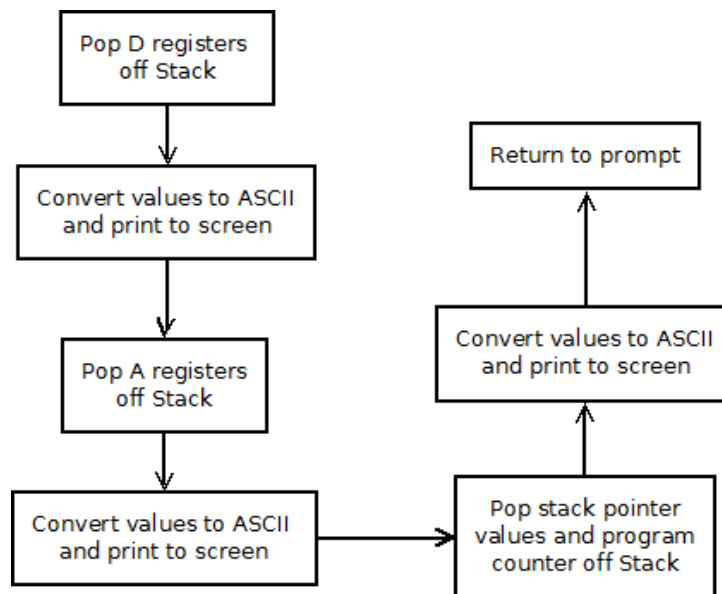 Pop D registers
off Stack
Convert values to ASCII
and print to screen
Pop A registers
off Stack
Convert values to ASCII
and print to screen
Pop stack pointer
values and program
counter off Stack
Convert values to ASCII
and print to screen
Return to prompt